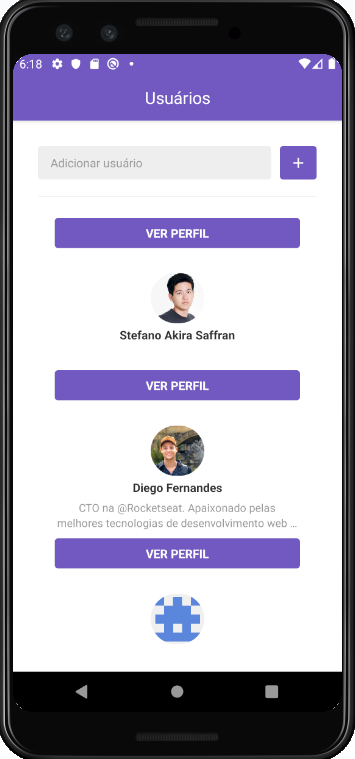 6:18
Usuários
Adicionar usuário
+
VER PERFIL
Stefano Akira Saffran
VER PERFIL
Diego Fernandes
CTO na @Rocketseat. Apaixonado pelas
melhores tecnologias de desenvolvimento web ...
VER PERFIL